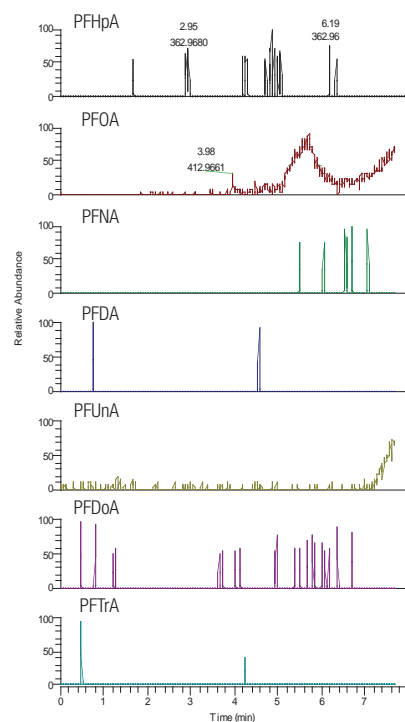 PFHpA
2.95
6.19
362.9680
362.96
100
50
0
PFOA
100
3.98
50
412.9661
0
PFNA
100
50
0
Relative Abundance
PFDA
100
50
0
PFUnA
100
50
0
PFDoA
100
50
0
PFTrA
100
50
0
0 1 2 3 4 5 6 7
Time (min)